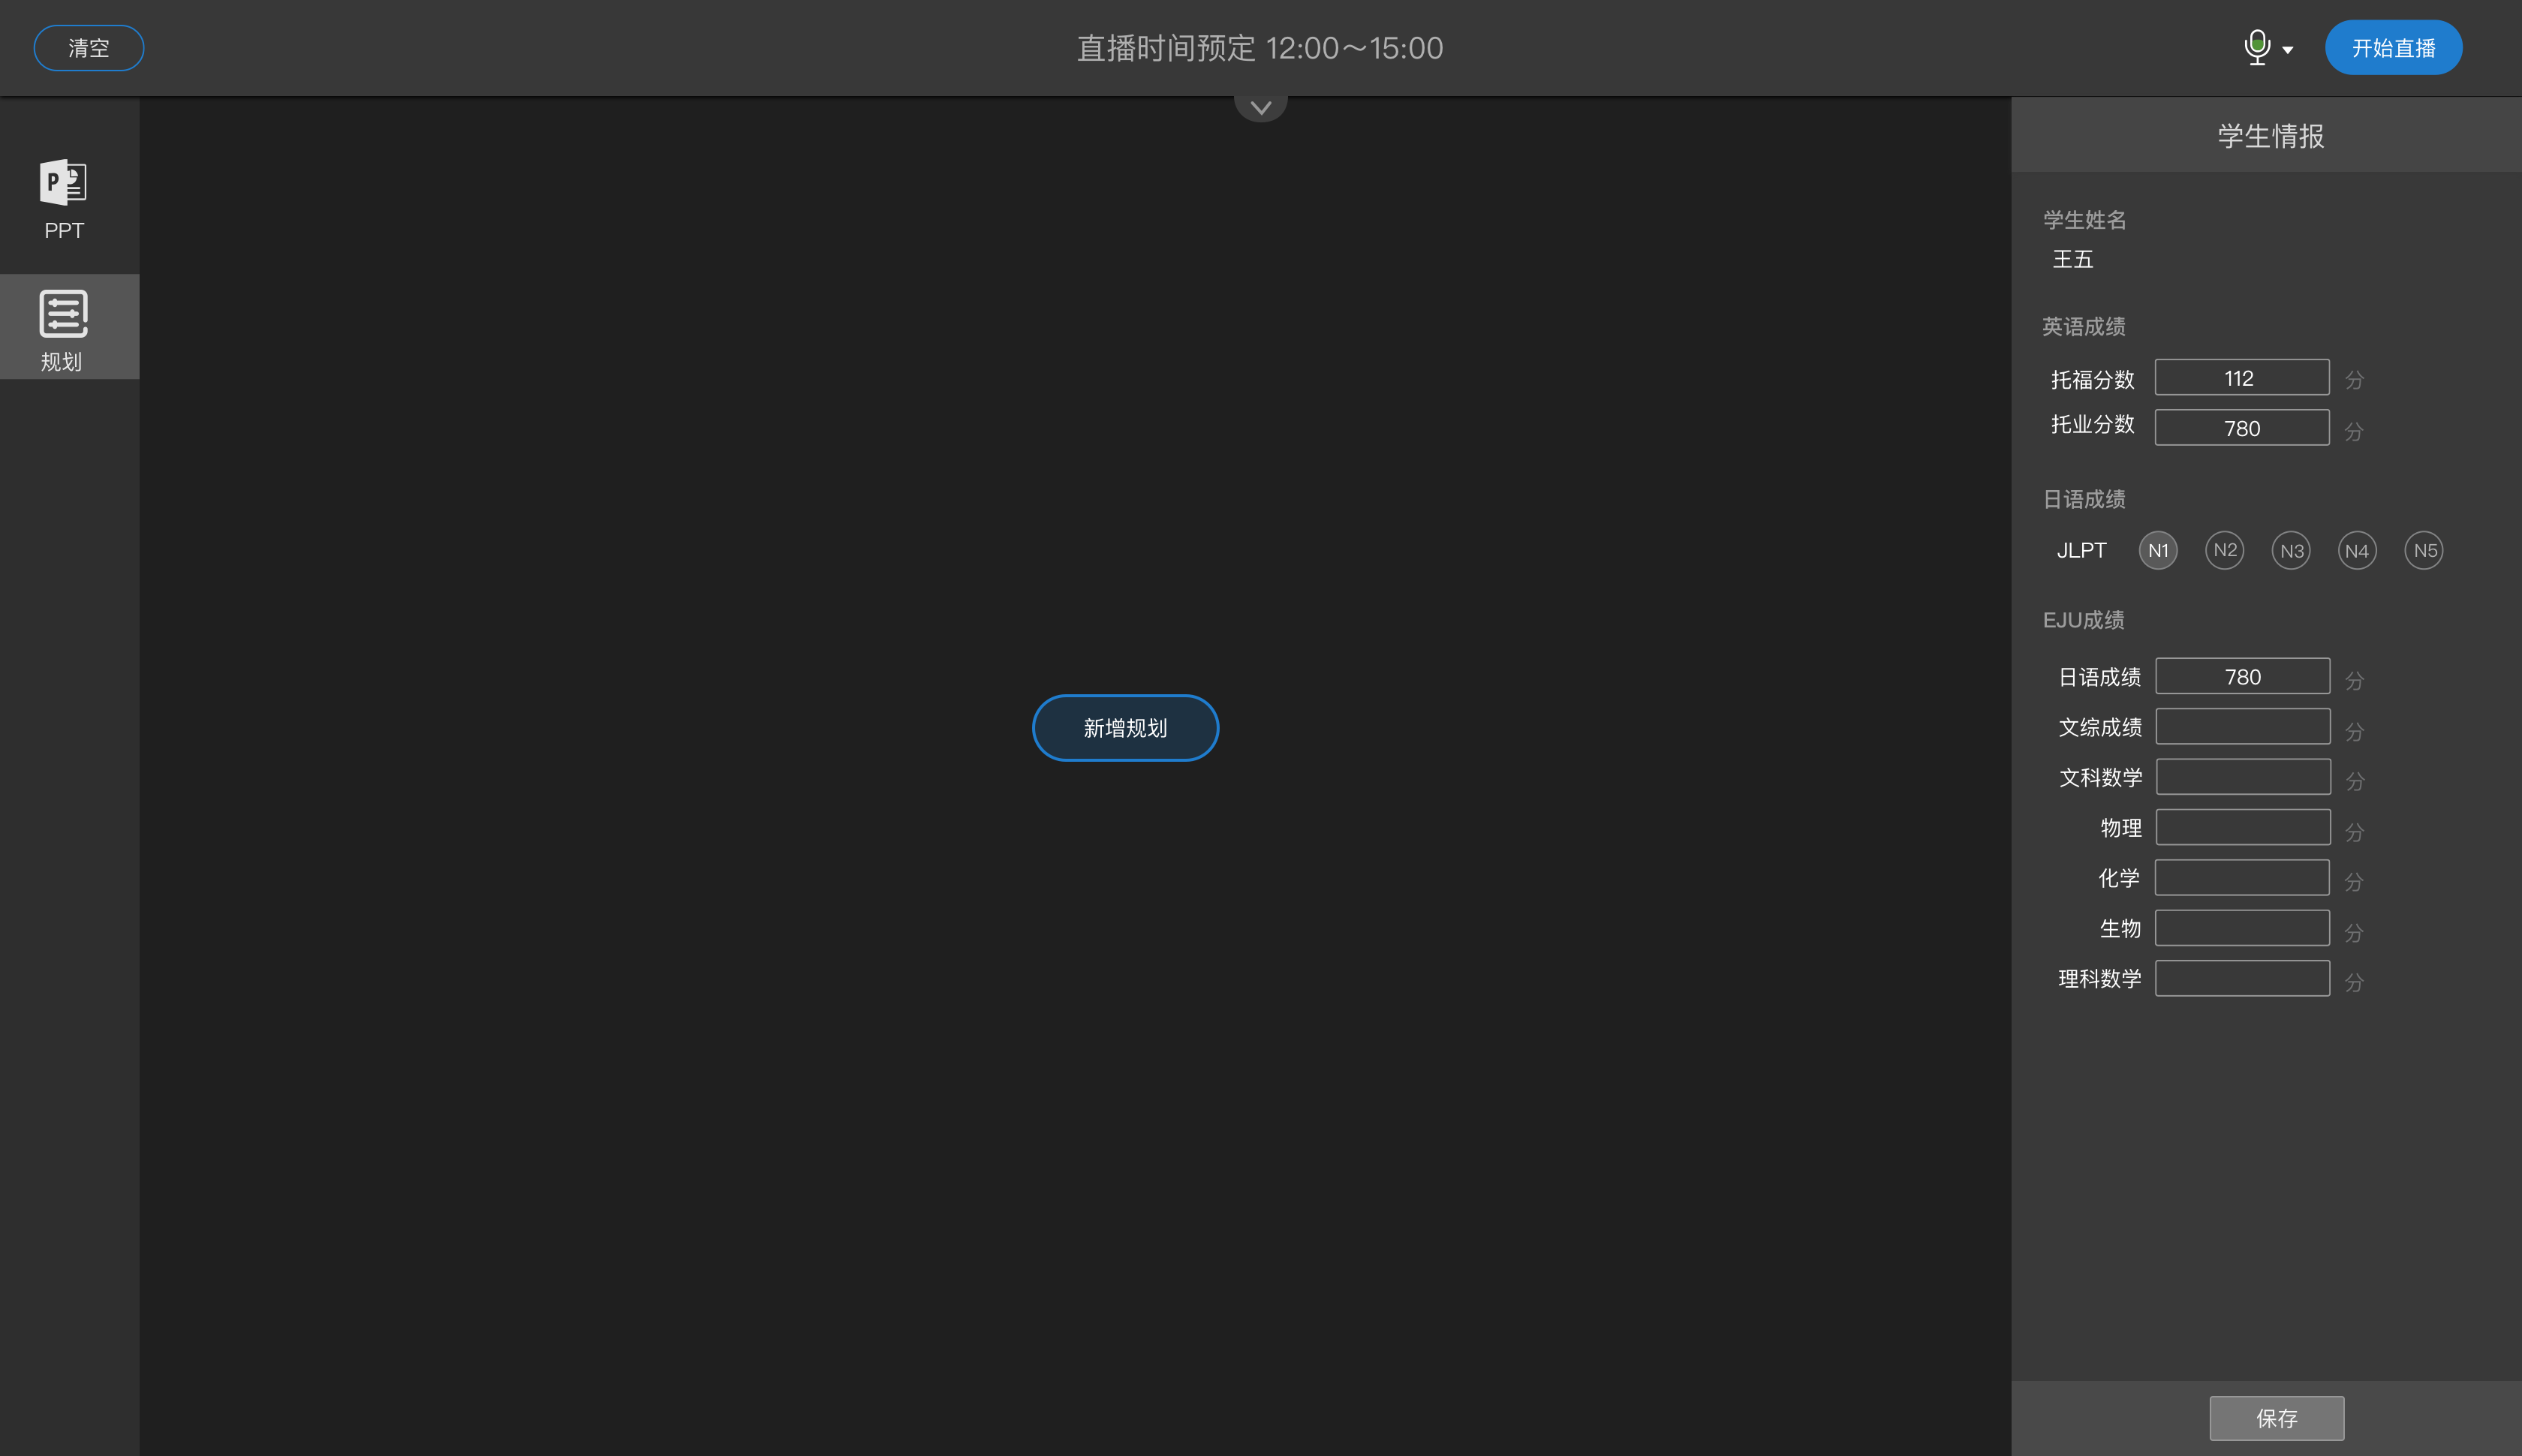 清空
直播时间预定 12:00～15:00
开始直播
PPT
规划
新增规划
学生情报
学生姓名
王五
英语成绩
托福分数 112 分
托业分数 780 分
日语成绩
JLPT N1 N2 N3 N4 N5
EJU成绩
日语成绩 780 分
文综成绩 分
文科数学 分
物理 分
化学 分
生物 分
理科数学 分
保存